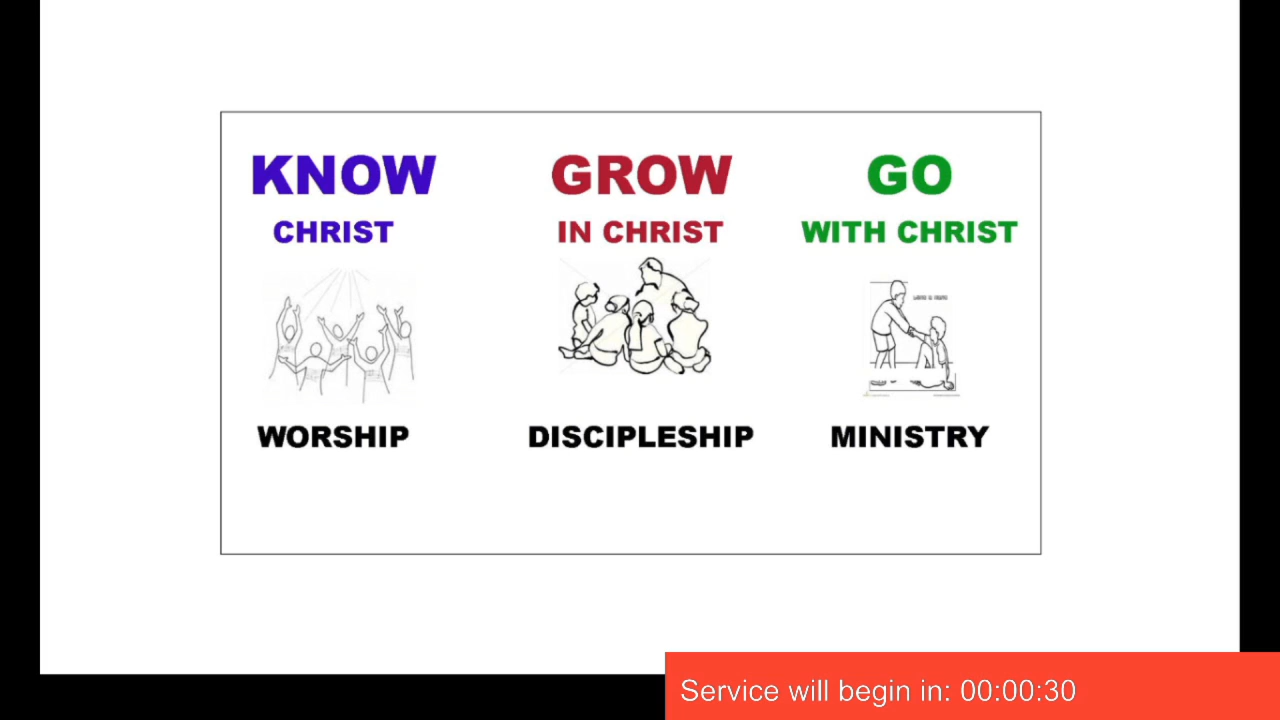 KNOW
CHRIST
WORSHIP
GROW
IN CHRIST
DISCIPLESHIP
GO
WITH CHRIST
MINISTRY
Service will begin in: 00:00:30